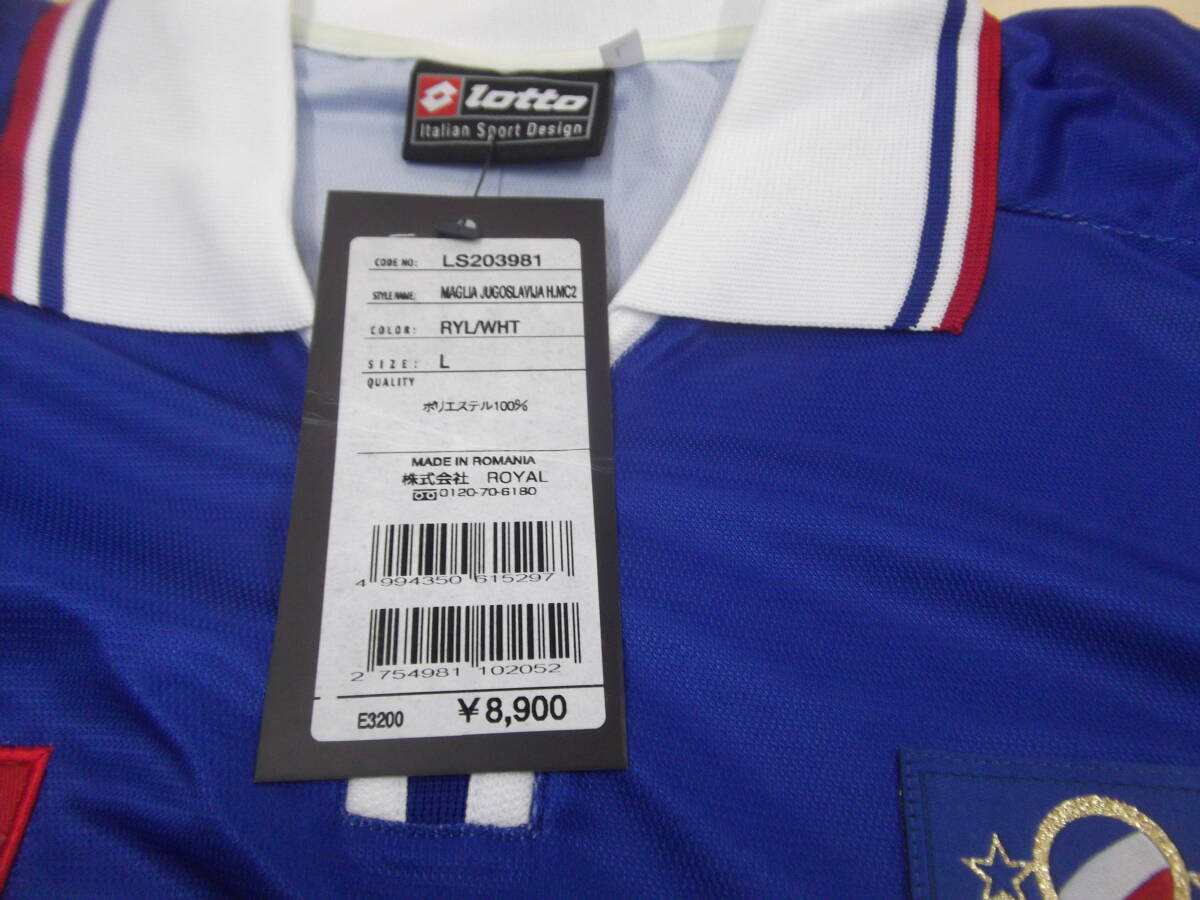 lotto
Italian Sport Design
CODE NO: LS203981
STYLE NAME: MAGLIA JUGOSLAVIJA H.MC2
COLOR: RYL/WHT
SIZE: L
QUALITY
ポリエステル100%
MADE IN ROMANIA
株式会社 ROYAL
0120-70-6180
4 994350 615297
2 754981 102052
E3200 ¥8,900